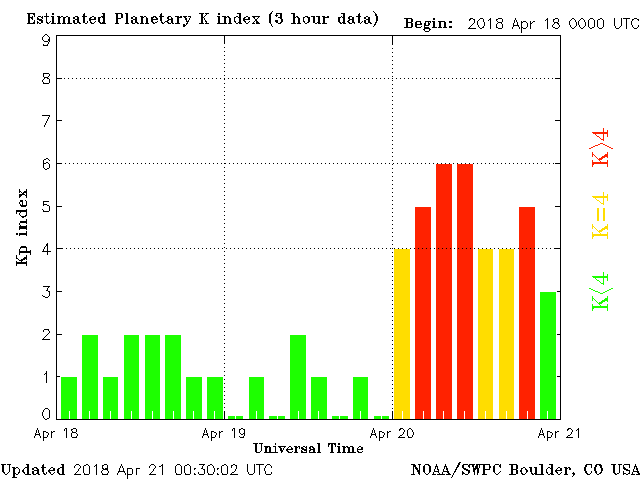 Estimated Planetary K index (3 hour data) Begin: 2018 Apr 18 0000 UTC
9
8
7
6
5
4
3
2
1
0
Kp index
K>4
K=4
K<4
Apr 18 Apr 19 Apr 20 Apr 21
Universal Time
Updated 2018 Apr 21 00:30:02 UTC NOAA/SWPC Boulder, CO USA